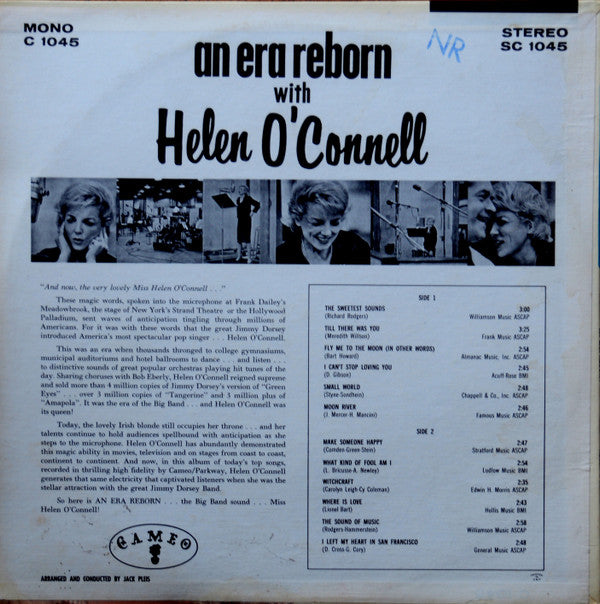 MONO
C 1045
NR
STEREO
SC 1045
an era reborn
with
Helen O'Connell
"And now, the very lovely Miss Helen O'Connell . . ."
These magic words, spoken into the microphone at Frank Dailey's
Meadowbrook, the stage of New York's Strand Theatre or the Hollywood
Palladium, sent waves of anticipation tingling through millions of
Americans. For it was with these words that the great Jimmy Dorsey
introduced America's most spectacular pop singer . . . Helen O'Connell.
This was an era when thousands thronged to college gymnasiums,
municipal auditoriums and hotel ballrooms to dance . . . and listen . . .
to distinctive sounds of great popular orchestras playing hit tunes of the
day. Sharing choruses with Bob Eberly, Helen O'Connell reigned supreme
and sold more than 4 million copies of Jimmy Dorsey's version of "Green
Eyes" . . . over 3 million copies of "Tangerine" and 3 million plus of
"Amapola". It was the era of the Big Band . . . and Helen O'Connell was
its queen!
Today, the lovely Irish blonde still occupies her throne . . . and her
talents continue to hold audiences spellbound with anticipation as she
steps to the microphone. Helen O'Connell has abundantly demonstrated
this magic ability in movies, television and on stages from coast to coast,
continent to continent. And now, in this album of today's top songs,
recorded in thrilling high fidelity by Cameo/Parkway, Helen O'Connell
generates that same electricity that captivated listeners when she was the
stellar attraction with the great Jimmy Dorsey Band.
So here is AN ERA REBORN . . . the Big Band sound . . . Miss
Helen O'Connell!
CAMEO
ARRANGED AND CONDUCTED BY JACK PLEIS
SIDE 1
THE SWEETEST SOUNDS 3:00
(Richard Rodgers) Williamson Music ASCAP
TILL THERE WAS YOU 3:25
(Meredith Willson) Frank Music ASCAP
FLY ME TO THE MOON (IN OTHER WORDS) 2:58
(Bart Howard) Almanac Music, Inc. ASCAP
I CAN'T STOP LOVING YOU 2:45
(D. Gibson) Acuff-Rose BMI
SMALL WORLD 2:48
(Styne-Sondheim) Chappell & Co., Inc. ASCAP
MOON RIVER 2:46
(J. Mercer-H. Mancini) Famous Music ASCAP
SIDE 2
MAKE SOMEONE HAPPY 2:47
(Comden-Green-Stein) Stratford Music ASCAP
WHAT KIND OF FOOL AM I 2:54
(L. Bricusse-A. Newley) Ludlow Music BMI
WITCHCRAFT 2:35
(Carolyn Leigh-Cy Coleman) Edwin H. Morris ASCAP
WHERE IS LOVE 2:43
(Lionel Bart) Hollis Music BMI
THE SOUND OF MUSIC 2:58
(Rodgers-Hammerstein) Williamson Music ASCAP
I LEFT MY HEART IN SAN FRANCISCO 2:48
(D. Cross-G. Cory) General Music ASCAP